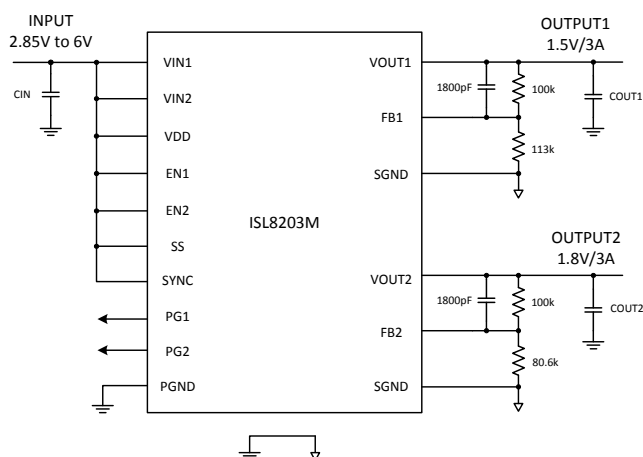 INPUT
2.85V to 6V
CIN
VIN1
VIN2
VDD
EN1
EN2
SS
SYNC
PG1
PG2
PGND
ISL8203M
VOUT1
FB1
SGND
VOUT2
FB2
SGND
OUTPUT1
1.5V/3A
1800pF
100k
COUT1
113k
OUTPUT2
1.8V/3A
1800pF
100k
COUT2
80.6k